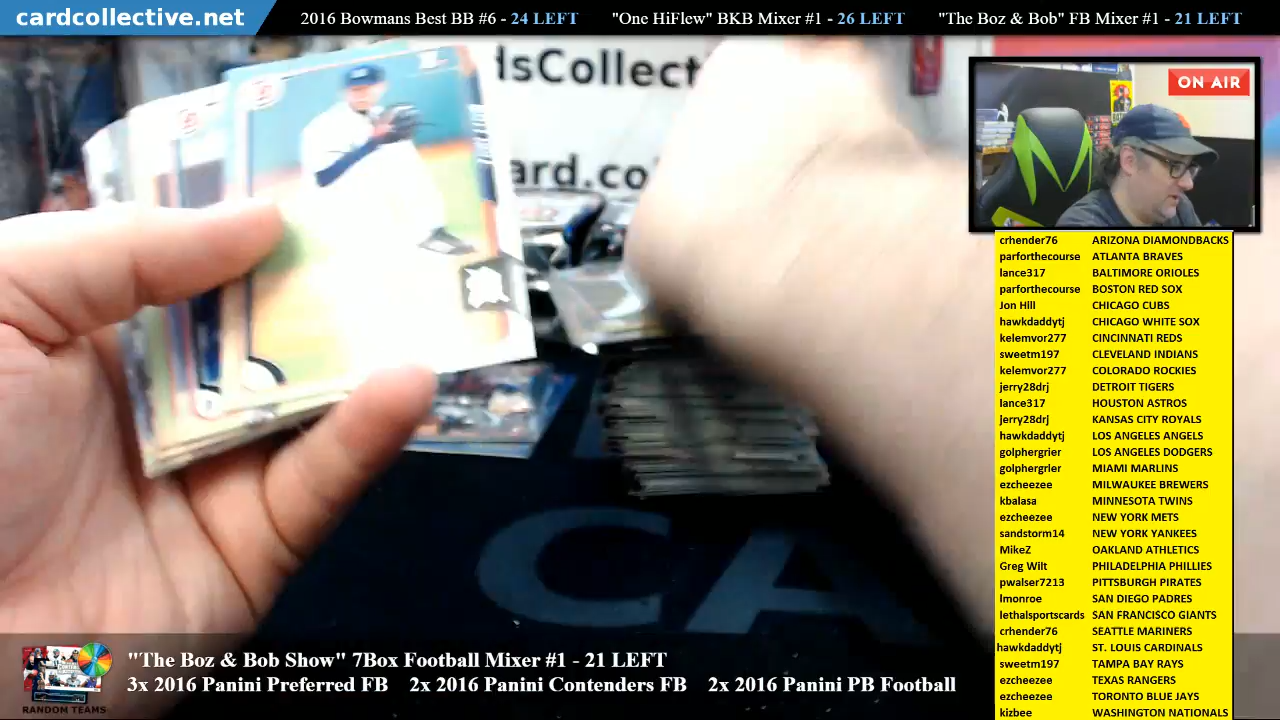 cardcollective.net
2016 Bowmans Best BB #6 - 24 LEFT "One HiFlew" BKB Mixer #1 - 26 LEFT "The Boz & Bob" FB Mixer #1 - 21 LEFT
dsCollect
ard.co
ON AIR
crhender76 ARIZONA DIAMONDBACKS
parforthecourse ATLANTA BRAVES
lance317 BALTIMORE ORIOLES
parforthecourse BOSTON RED SOX
Jon Hill CHICAGO CUBS
hawkdaddytj CHICAGO WHITE SOX
kelemvor277 CINCINNATI REDS
sweetm197 CLEVELAND INDIANS
kelemvor277 COLORADO ROCKIES
jerry28drj DETROIT TIGERS
lance317 HOUSTON ASTROS
jerry28drj KANSAS CITY ROYALS
hawkdaddytj LOS ANGELES ANGELS
golphergrier LOS ANGELES DODGERS
golphergrier MIAMI MARLINS
ezcheezee MILWAUKEE BREWERS
kbalasa MINNESOTA TWINS
ezcheezee NEW YORK METS
sandstorm14 NEW YORK YANKEES
MikeZ OAKLAND ATHLETICS
Greg Wilt PHILADELPHIA PHILLIES
pwalser7213 PITTSBURGH PIRATES
lmonroe SAN DIEGO PADRES
lethalsportscards SAN FRANCISCO GIANTS
crhender76 SEATTLE MARINERS
hawkdaddytj ST. LOUIS CARDINALS
sweetm197 TAMPA BAY RAYS
ezcheezee TEXAS RANGERS
ezcheezee TORONTO BLUE JAYS
kizbee WASHINGTON NATIONALS
CA
"The Boz & Bob Show" 7Box Football Mixer #1 - 21 LEFT
3x 2016 Panini Preferred FB 2x 2016 Panini Contenders FB 2x 2016 Panini PB Football
RANDOM TEAMS